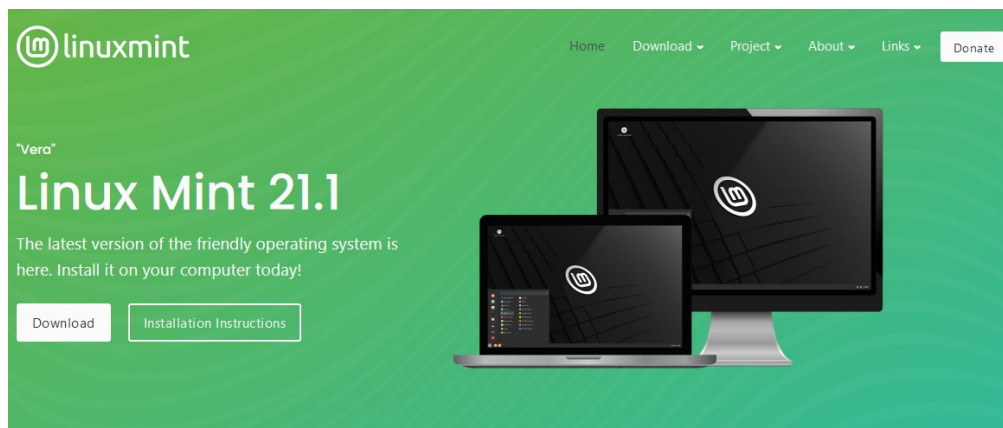 linuxmint
Home Download Project About Links Donate
"Vera"
Linux Mint 21.1
The latest version of the friendly operating system is
here. Install it on your computer today!
Download Installation Instructions